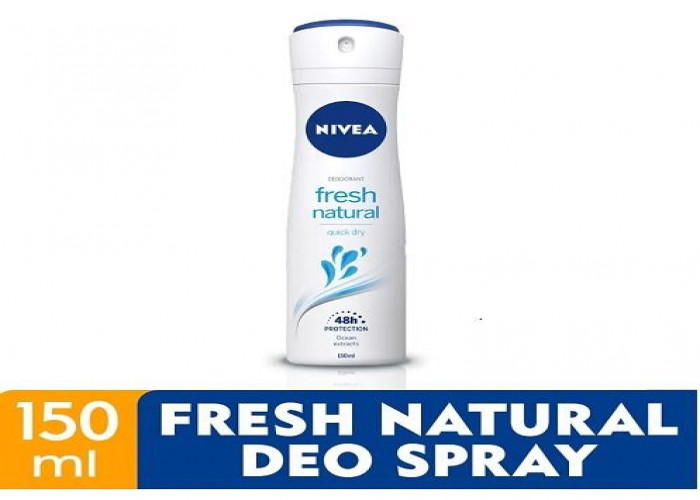 NIVEA
DEODORANT
fresh
natural
quick dry
48h
PROTECTION
Ocean
extracts
150ml
150
ml
FRESH NATURAL
DEO SPRAY